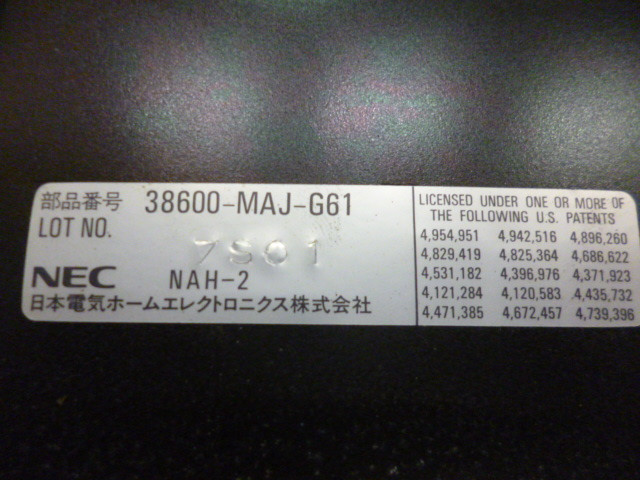 部品番号 38600-MAJ-G61
LOT NO. 7S01
NEC NAH-2
日本電気ホームエレクトロニクス株式会社
LICENSED UNDER ONE OR MORE OF
THE FOLLOWING U.S. PATENTS
4,954,951 4,942,516 4,896,260
4,829,419 4,825,364 4,686,622
4,531,182 4,396,976 4,371,923
4,121,284 4,120,583 4,435,732
4,471,385 4,672,457 4,739,396